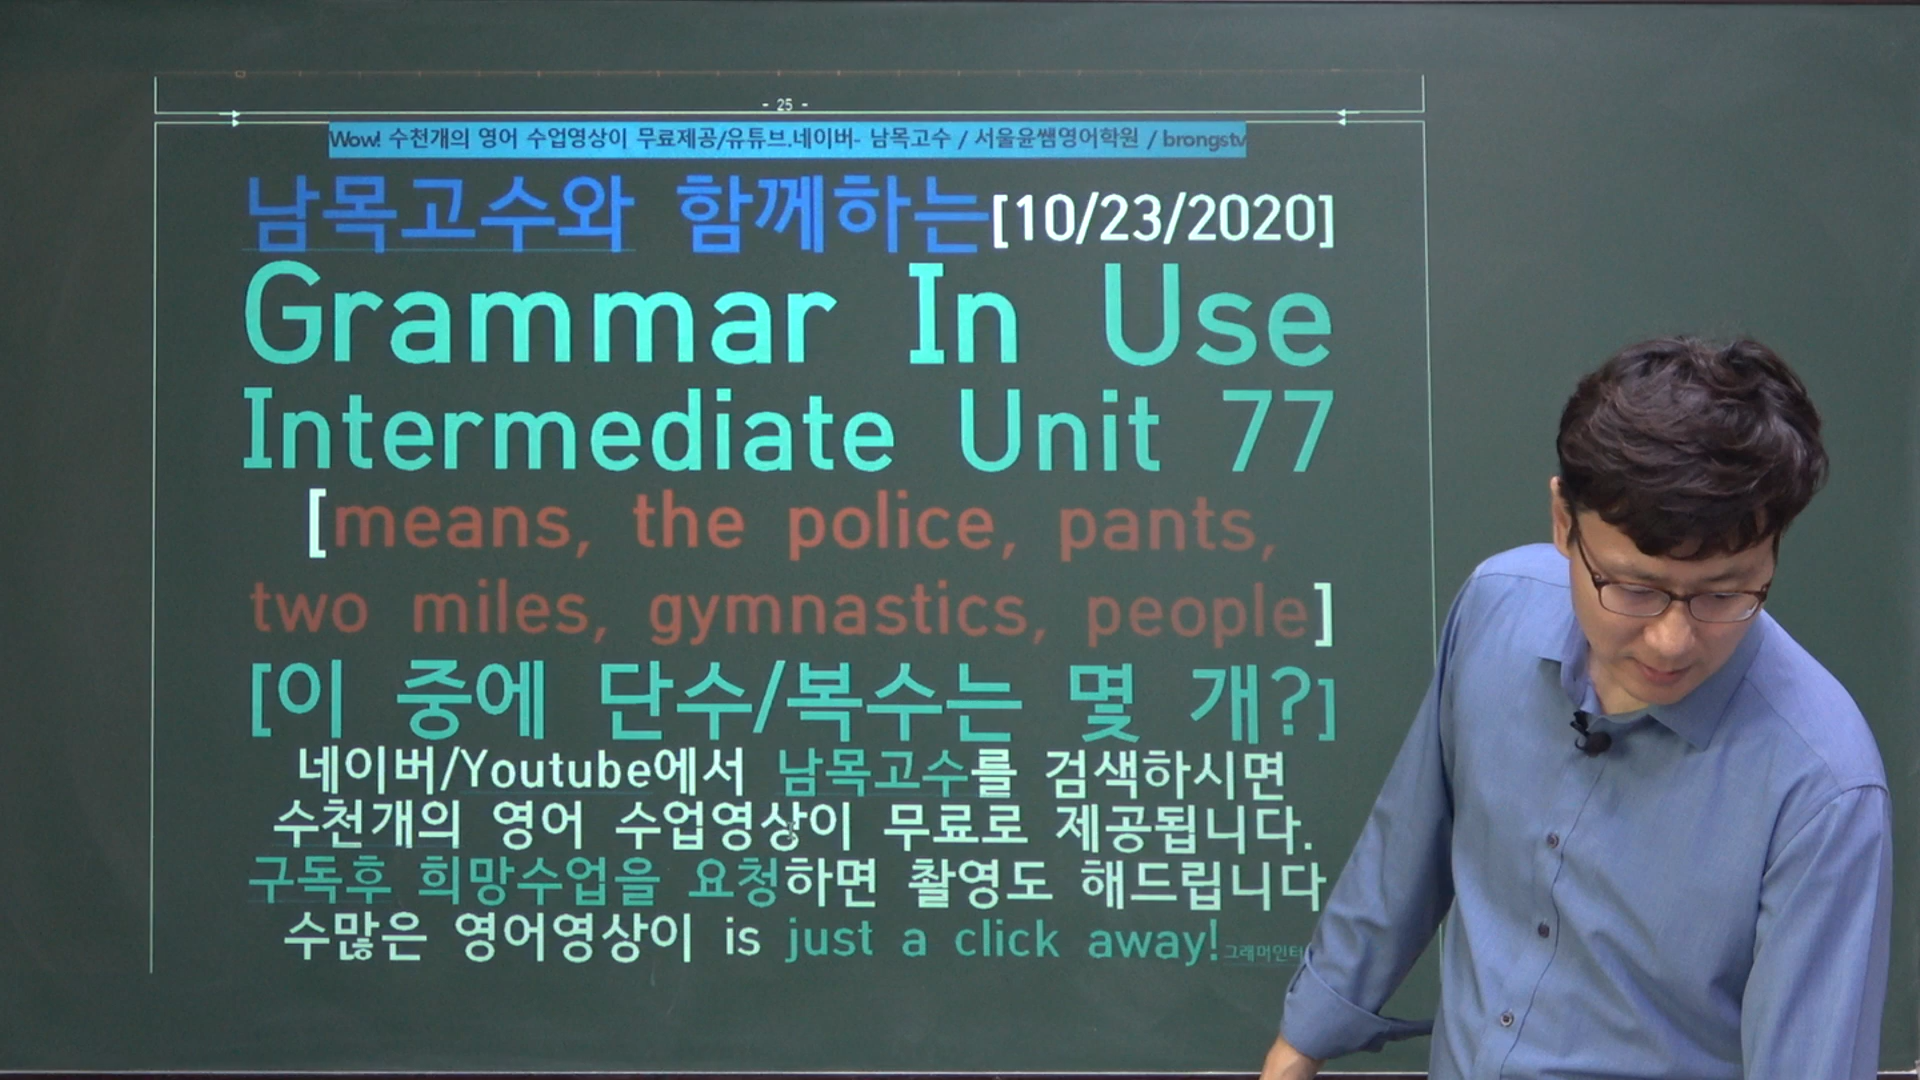 - 25 -
Wow! 수천개의 영어 수업영상이 무료제공/유튜브.네이버- 남목고수 / 서울윤쌤영어학원 / brongstv
남목고수와 함께하는[10/23/2020]
Grammar In Use
Intermediate Unit 77
[means, the police, pants,
two miles, gymnastics, people]
[이 중에 단수/복수는 몇 개?]
네이버/Youtube에서 남목고수를 검색하시면
수천개의 영어 수업영상이 무료로 제공됩니다.
구독후 희망수업을 요청하면 촬영도 해드립니다
수많은 영어영상이 is just a click away!